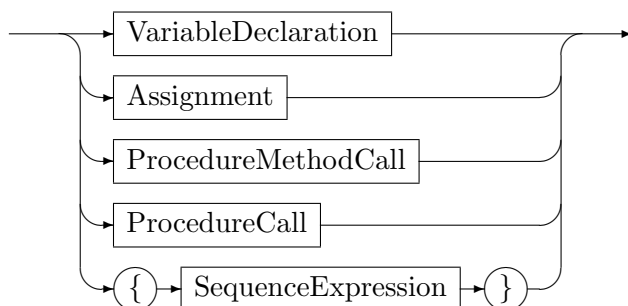 VariableDeclaration
Assignment
ProcedureMethodCall
ProcedureCall
{ SequenceExpression }